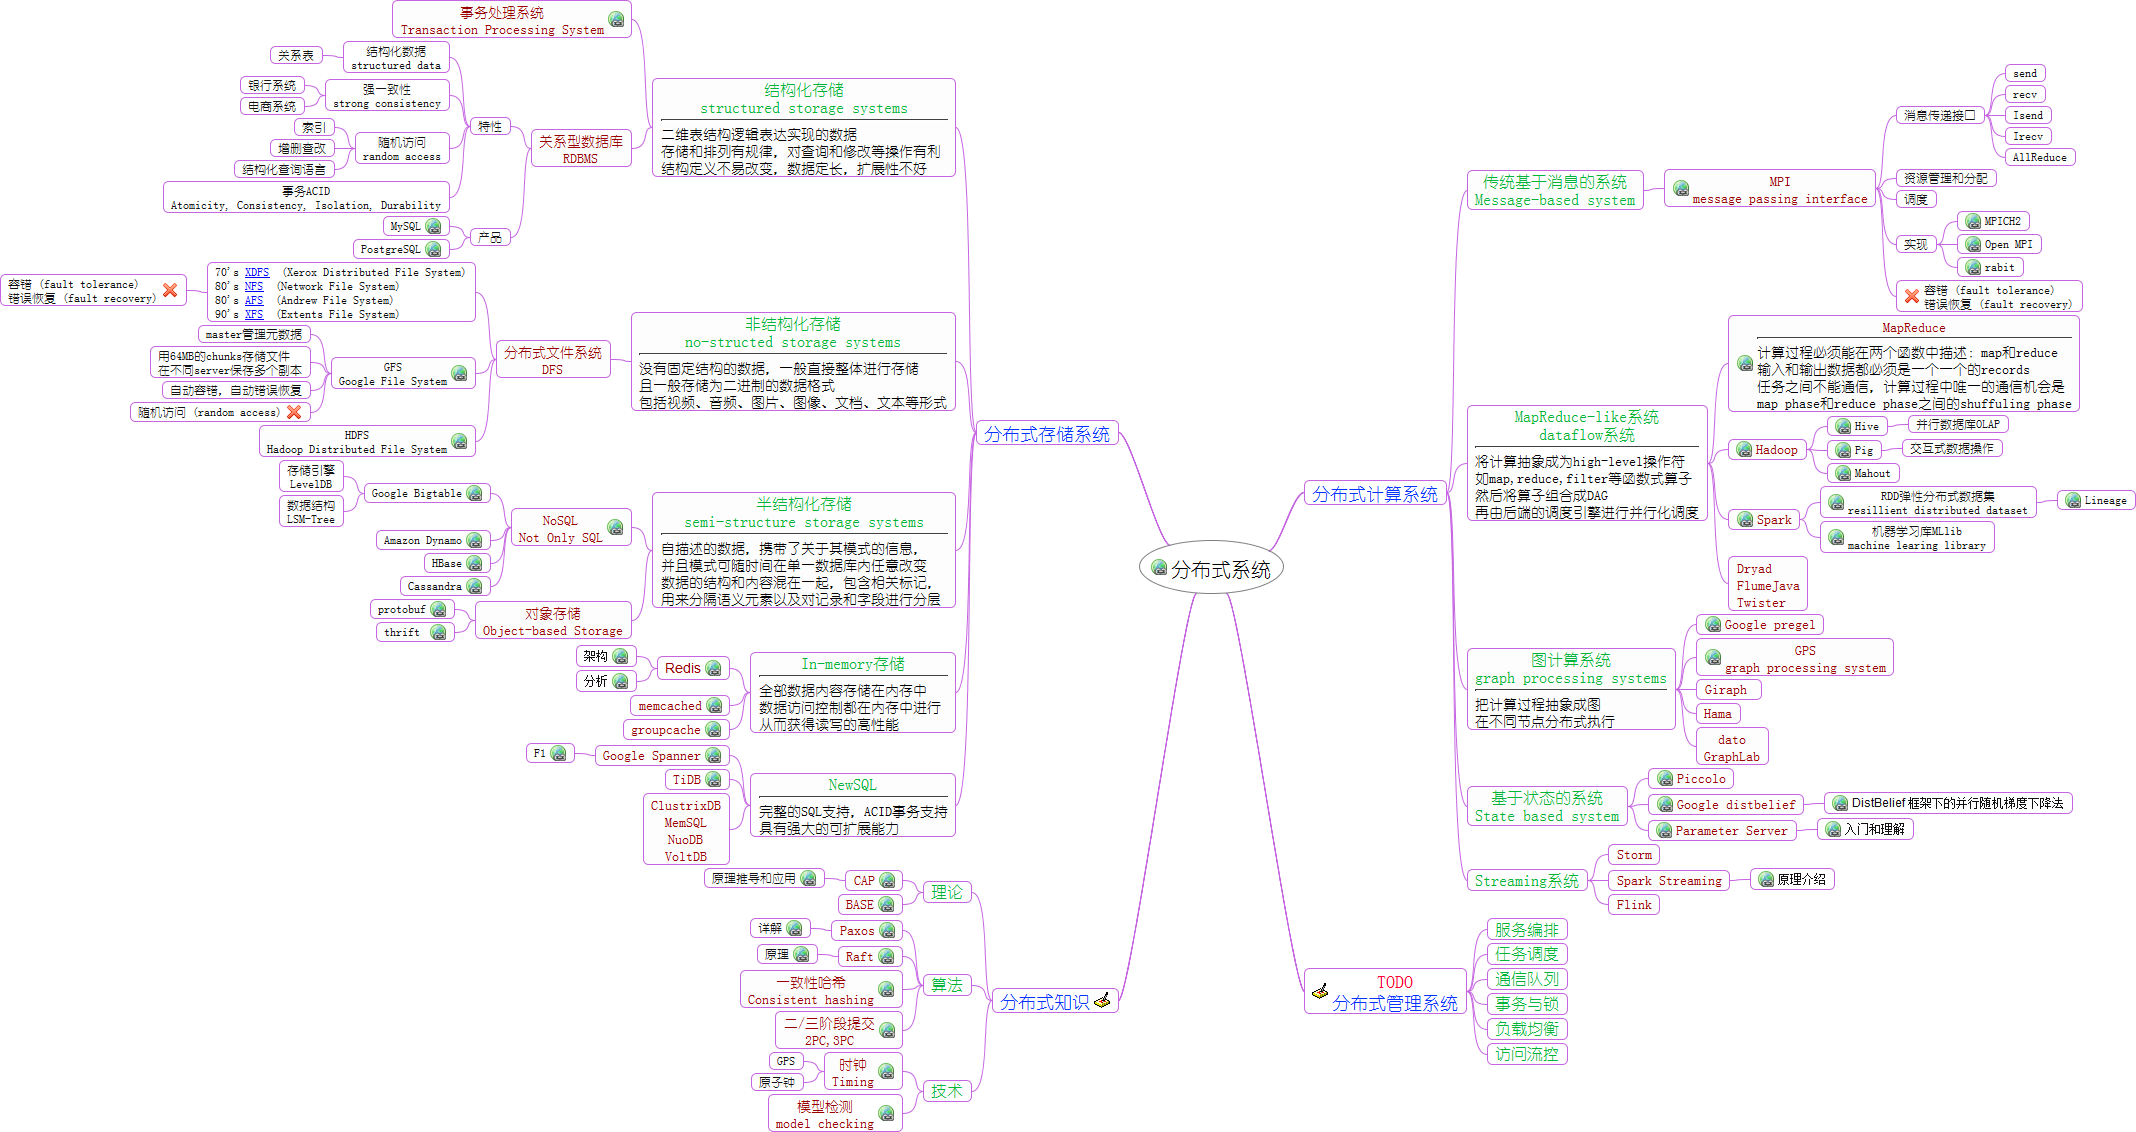 事务处理系统
Transaction Processing System
关系表
结构化数据
structured data
银行系统
电商系统
强一致性
strong consistency
索引
增删查改
结构化查询语言
随机访问
random access
事务ACID
Atomicity, Consistency, Isolation, Durability
特性
MySQL
PostgreSQL
产品
关系型数据库
RDBMS
结构化存储
structured storage systems
二维表结构逻辑表达实现的数据
存储和排列有规律，对查询和修改等操作有利
结构定义不易改变，数据定长，扩展性不好
容错 (fault tolerance)
错误恢复 (fault recovery)
70's XDFS (Xerox Distributed File System)
80's NFS (Network File System)
80's AFS (Andrew File System)
90's XFS (Extents File System)
master管理元数据
用64MB的chunks存储文件
在不同server保存多个副本
自动容错，自动错误恢复
随机访问 (random access)
GFS
Google File System
HDFS
Hadoop Distributed File System
分布式文件系统
DFS
非结构化存储
no-structed storage systems
没有固定结构的数据，一般直接整体进行存储
且一般存储为二进制的数据格式
包括视频、音频、图片、图像、文档、文本等形式
存储引擎
LevelDB
数据结构
LSM-Tree
Google Bigtable
Amazon Dynamo
HBase
Cassandra
NoSQL
Not Only SQL
protobuf
thrift
对象存储
Object-based Storage
半结构化存储
semi-structure storage systems
自描述的数据，携带了关于其模式的信息，
并且模式可随时间在单一数据库内任意改变
数据的结构和内容混在一起，包含相关标记，
用来分隔语义元素以及对记录和字段进行分层
架构
分析
Redis
memcached
groupcache
In-memory存储
全部数据内容存储在内存中
数据访问控制都在内存中进行
从而获得读写的高性能
F1
Google Spanner
TiDB
ClustrixDB
MemSQL
NuoDB
VoltDB
NewSQL
完整的SQL支持，ACID事务支持
具有强大的可扩展能力
分布式存储系统
原理推导和应用
CAP
BASE
理论
详解
Paxos
原理
Raft
一致性哈希
Consistent hashing
二/三阶段提交
2PC,3PC
算法
GPS
原子钟
时钟
Timing
模型检测
model checking
技术
分布式知识
分布式系统
分布式计算系统
传统基于消息的系统
Message-based system
MPI
message passing interface
消息传递接口
send
recv
Isend
Irecv
AllReduce
资源管理和分配
调度
实现
MPICH2
Open MPI
rabit
容错 (fault tolerance)
错误恢复 (fault recovery)
MapReduce-like系统
dataflow系统
将计算抽象成为high-level操作符
如map,reduce,filter等函数式算子
然后将算子组合成DAG
再由后端的调度引擎进行并行化调度
MapReduce
计算过程必须能在两个函数中描述: map和reduce
输入和输出数据都必须是一个一个的records
任务之间不能通信，计算过程中唯一的通信机会是
map phase和reduce phase之间的shuffuling phase
Hadoop
Hive
并行数据库OLAP
Pig
交互式数据操作
Mahout
Spark
RDD弹性分布式数据集
resillient distributed dataset
Lineage
机器学习库MLlib
machine learing library
Dryad
FlumeJava
Twister
图计算系统
graph processing systems
把计算过程抽象成图
在不同节点分布式执行
Google pregel
GPS
graph processing system
Giraph
Hama
dato
GraphLab
基于状态的系统
State based system
Piccolo
Google distbelief
DistBelief 框架下的并行随机梯度下降法
Parameter Server
入门和理解
Streaming系统
Storm
Spark Streaming
原理介绍
Flink
TODO
分布式管理系统
服务编排
任务调度
通信队列
事务与锁
负载均衡
访问流控